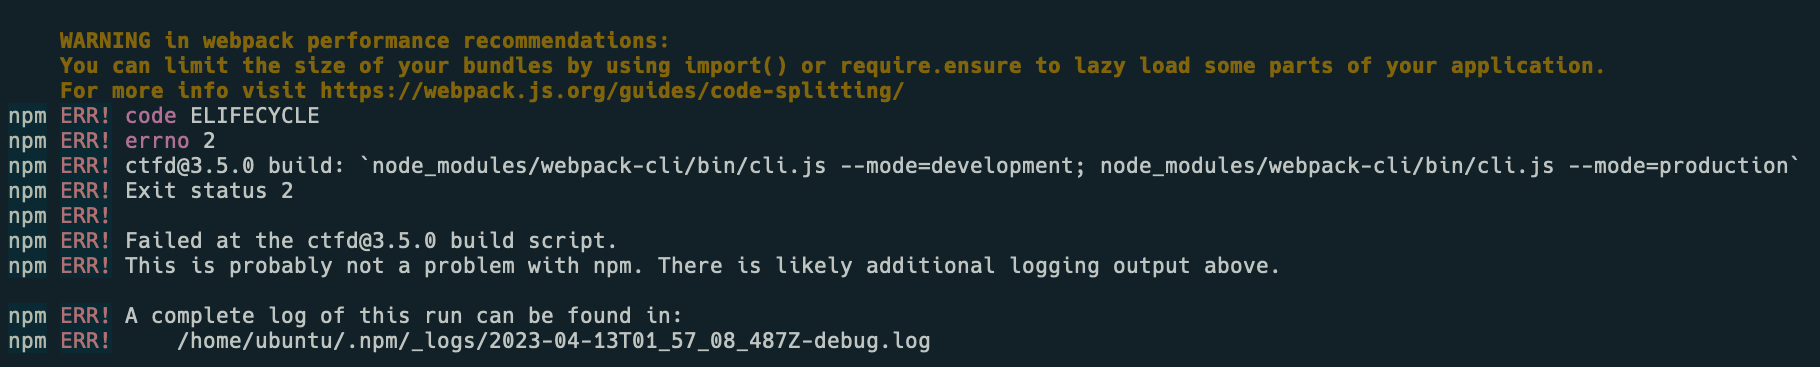 WARNING in webpack performance recommendations:
You can limit the size of your bundles by using import() or require.ensure to lazy load some parts of your application.
For more info visit https://webpack.js.org/guides/code-splitting/
npm ERR! code ELIFECYCLE
npm ERR! errno 2
npm ERR! ctfd@3.5.0 build: `node_modules/webpack-cli/bin/cli.js --mode=development; node_modules/webpack-cli/bin/cli.js --mode=production`
npm ERR! Exit status 2
npm ERR!
npm ERR! Failed at the ctfd@3.5.0 build script.
npm ERR! This is probably not a problem with npm. There is likely additional logging output above.
npm ERR! A complete log of this run can be found in:
npm ERR!     /home/ubuntu/.npm/_logs/2023-04-13T01_57_08_487Z-debug.log